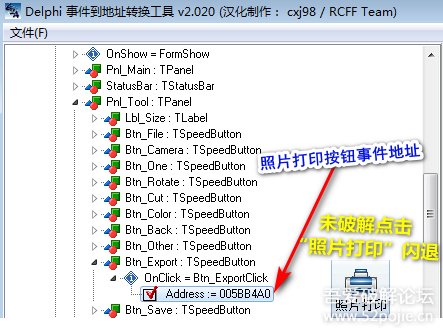 Delphi 事件到地址转换工具 v2.020 (汉化制作： cxj98 / RCFF Team)
文件(F)
OnShow = FormShow
Pnl_Main : TPanel
StatusBar : TStatusBar
Pnl_Tool : TPanel
Lbl_Size : TLabel
Btn_File : TSpeedButton
Btn_Camera : TSpeedButton
照片打印按钮事件地址
Btn_One : TSpeedButton
Btn_Rotate : TSpeedButton
Btn_Cut : TSpeedButton
Btn_Color : TSpeedButton
Btn_Back : TSpeedButton
Btn_Other : TSpeedButton
Btn_Export : TSpeedButton
OnClick = Btn_ExportClick
Address := 005BB4A0
Btn_Save : TSpeedButton
未破解点击
“照片打印”闪退
照片打印
吾爱破解论坛
www.52pojie.cn